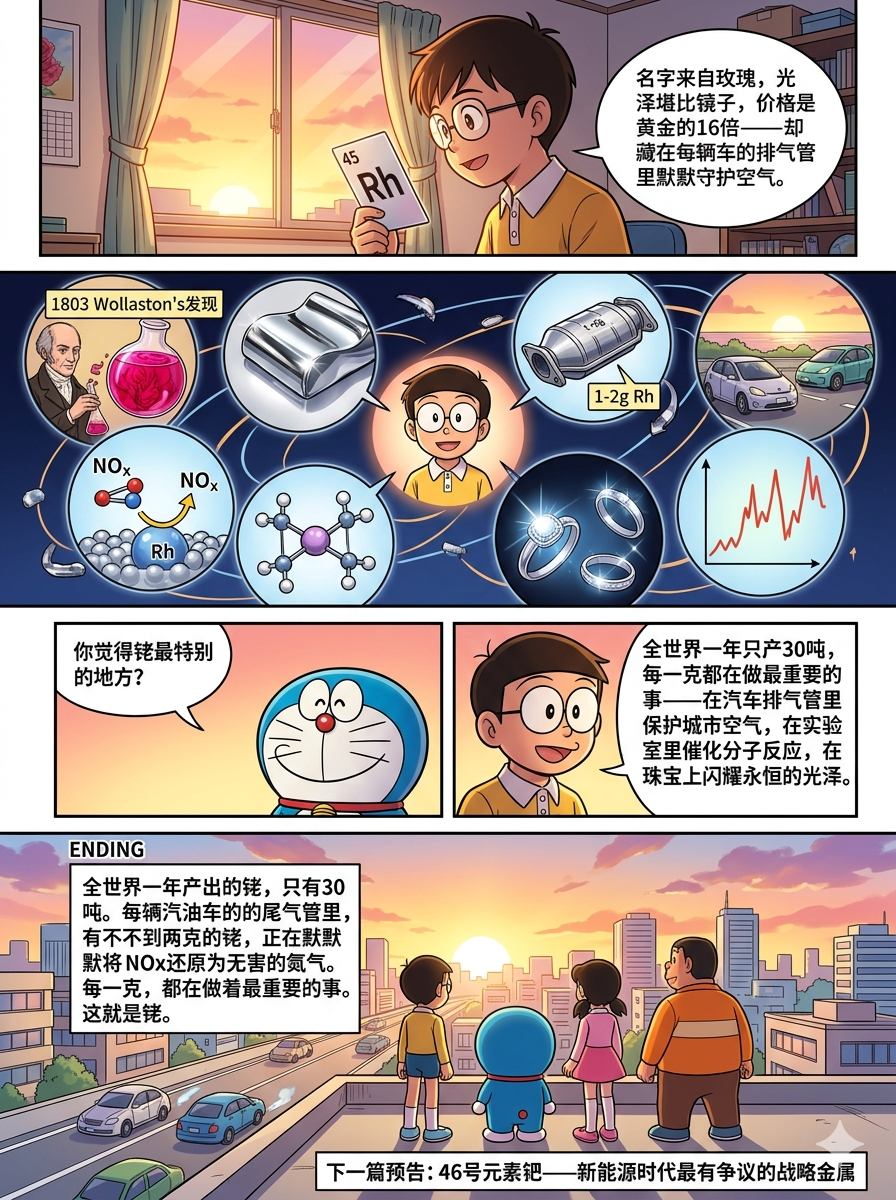 名字来自玫瑰，光
泽堪比镜子，价格是
黄金的16倍——却
藏在每辆车的排气管
里默默守护空气。
45
Rh
1803 Wollaston's发现
1-2g Rh
NOx
NOx
Rh
你觉得铑最特别
的地方？
全世界一年只产30吨，
每一克都在做最重要的
事——在汽车排气管里
保护城市空气，在实验
室里催化分子反应，在
珠宝上闪耀永恒的光泽。
ENDING
全世界一年产出的铑，只有30
吨。每辆汽油车的的尾气管里，
有不不到两克的铑，正在默默
默将NOx还原为无害的氮气。
每一克，都在做着最重要的事。
这就是铑。
下一篇预告：46号元素钯——新能源时代最有争议的战略金属